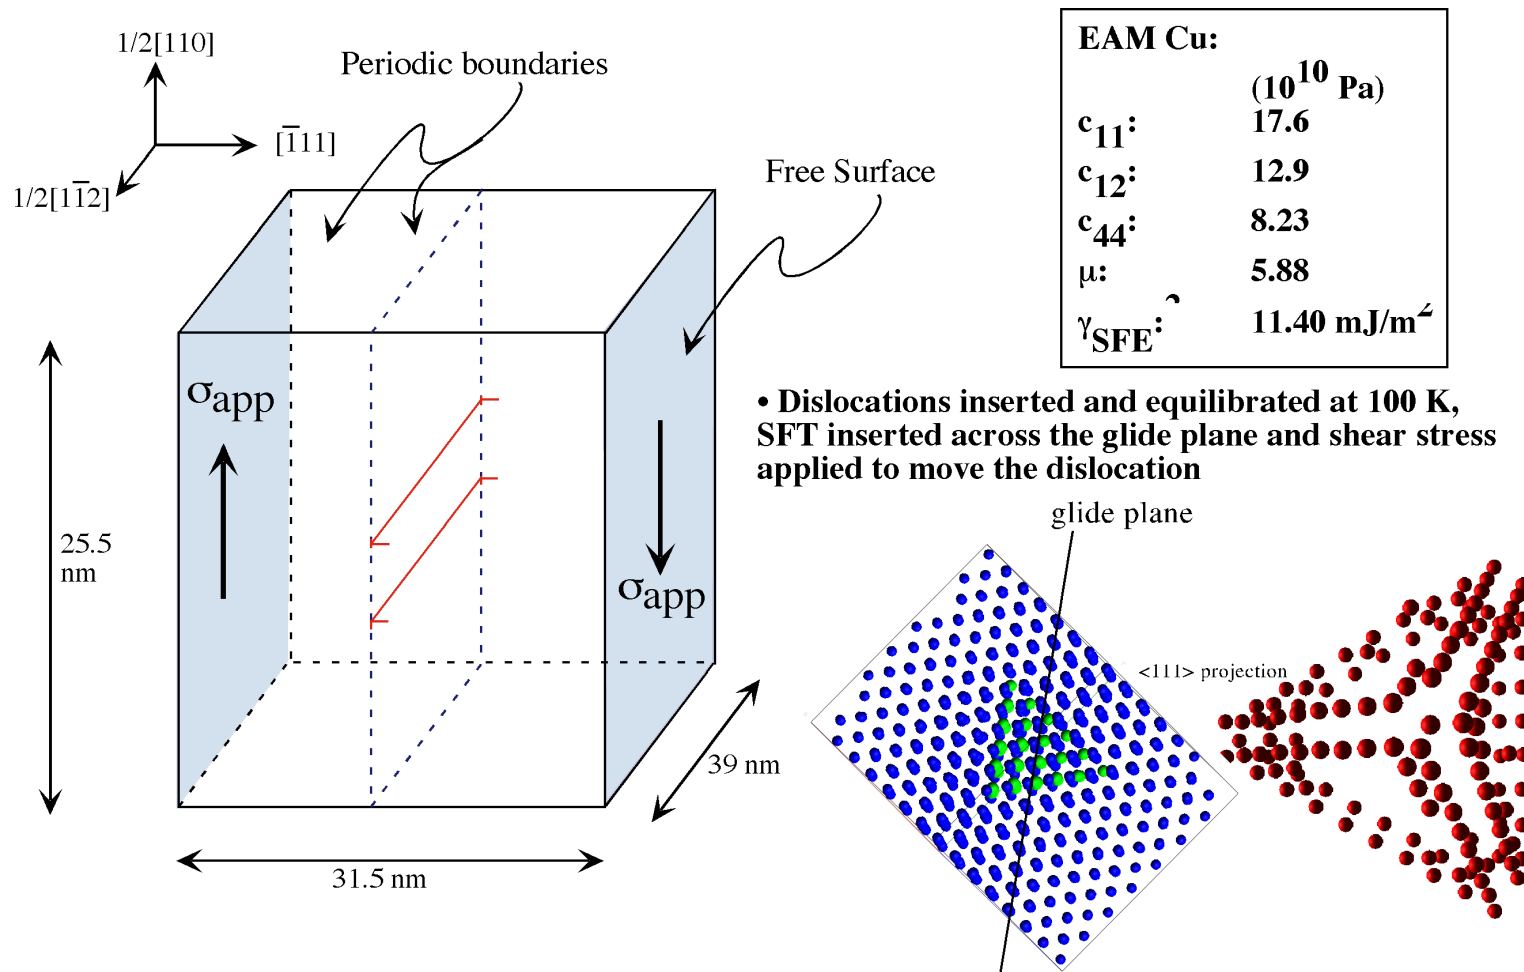 1/2[110]
[1̅11]
1/2[11̅2]
Periodic boundaries
Free Surface
σapp
σapp
25.5
nm
39 nm
31.5 nm
EAM Cu:
(10^10 Pa)
c11: 17.6
c12: 12.9
c44: 8.23
μ: 5.88
γSFE: 11.40 mJ/m^2
• Dislocations inserted and equilibrated at 100 K,
SFT inserted across the glide plane and shear stress
applied to move the dislocation
glide plane
<111> projection